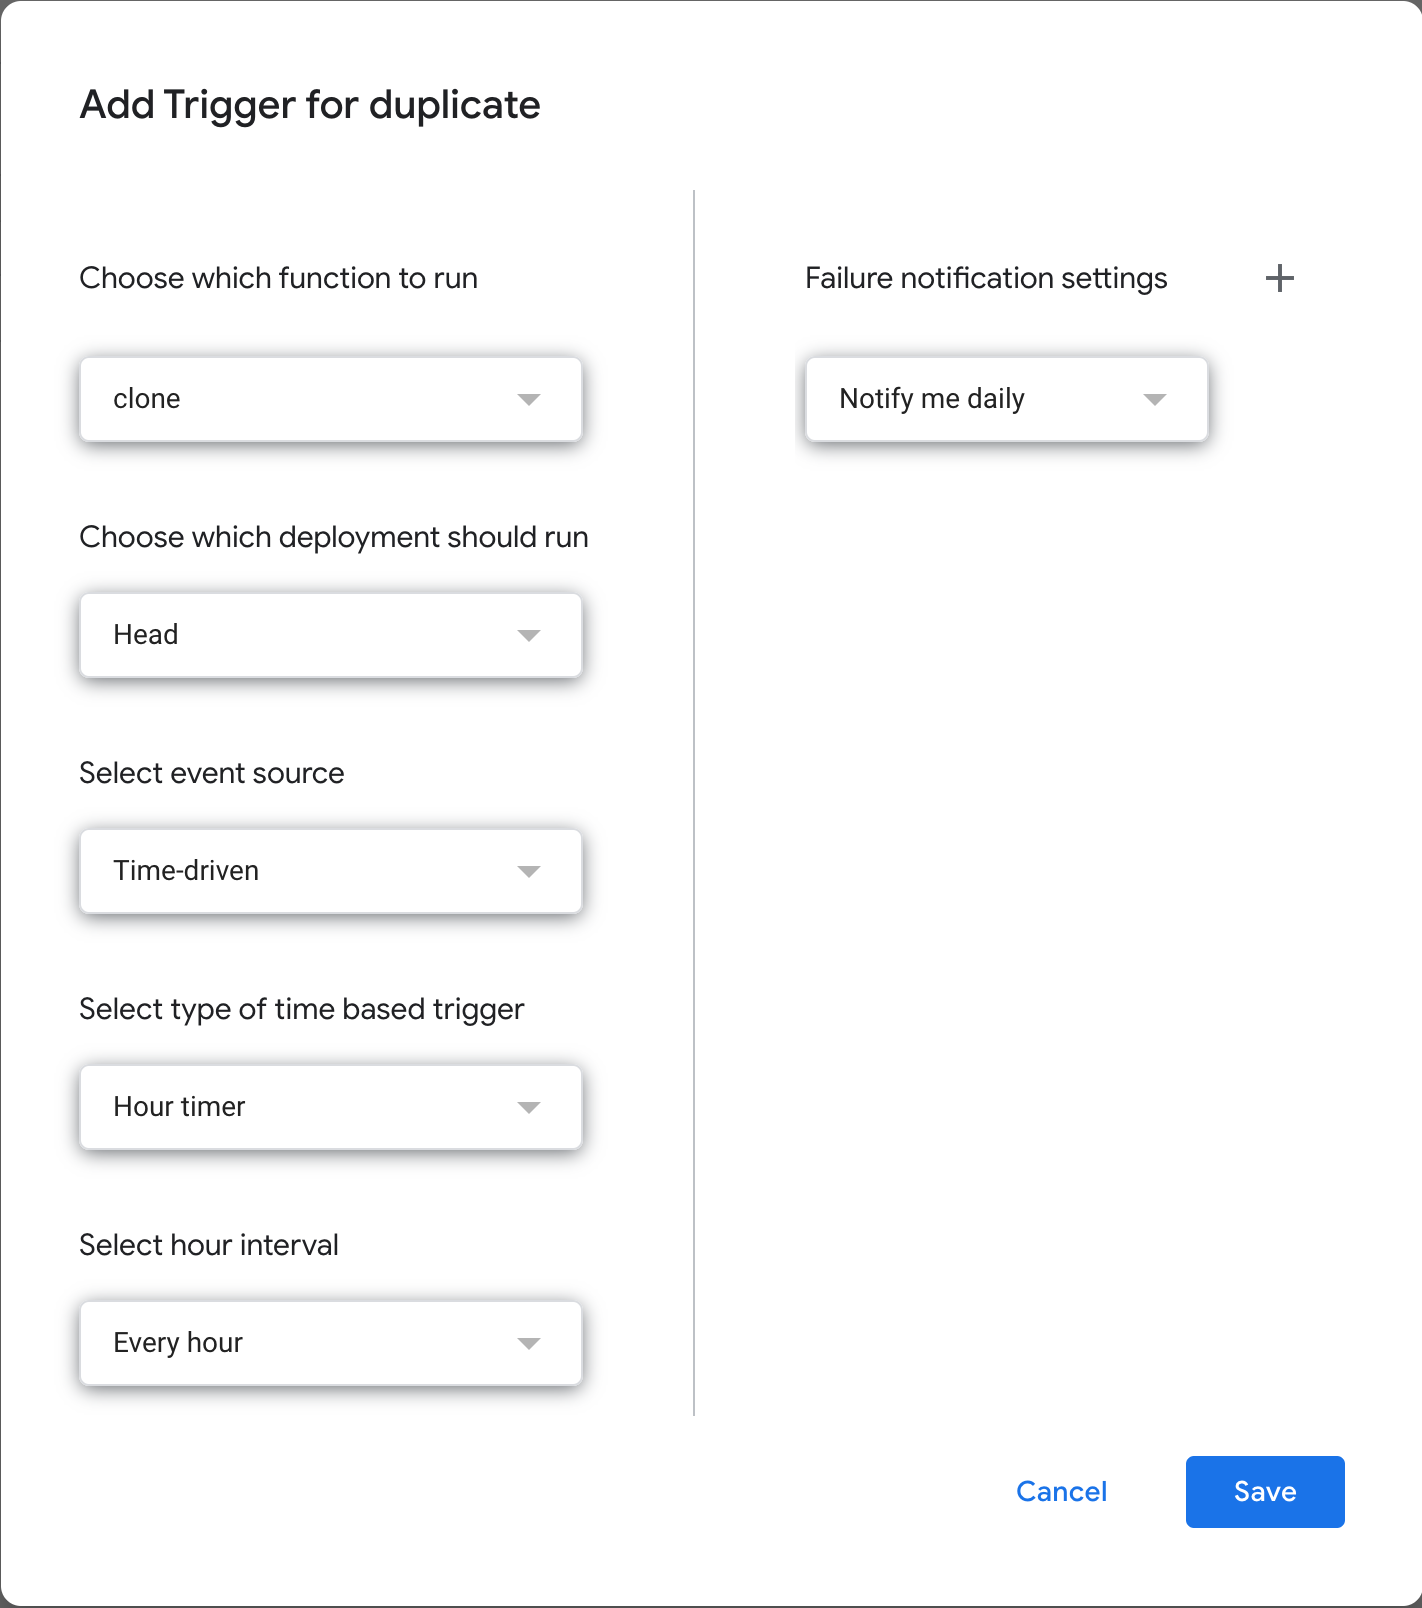 Add Trigger for duplicate
Choose which function to run
clone
Choose which deployment should run
Head
Select event source
Time-driven
Select type of time based trigger
Hour timer
Select hour interval
Every hour
Failure notification settings
Notify me daily
Cancel
Save